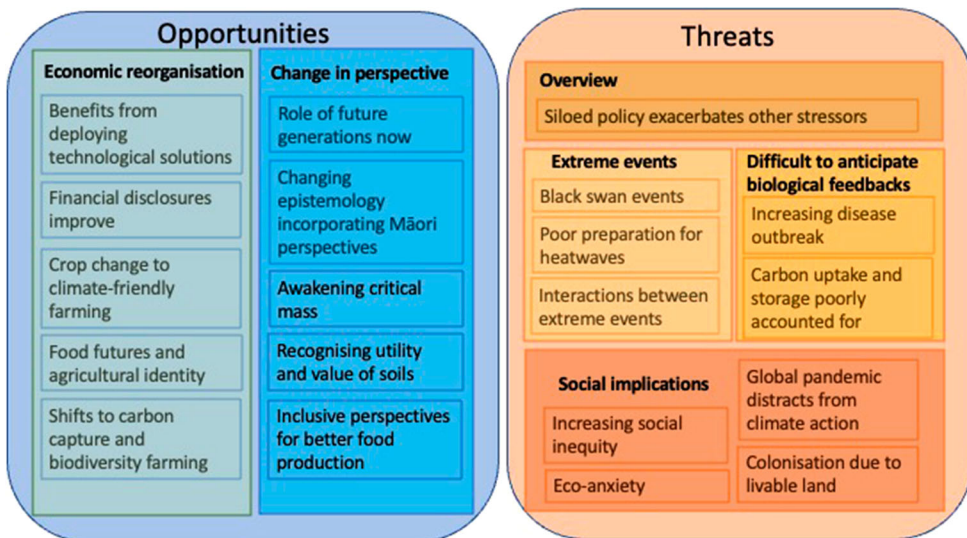 Opportunities
Economic reorganisation
Benefits from
deploying
technological solutions
Financial disclosures
improve
Crop change to
climate-friendly
farming
Food futures and
agricultural identity
Shifts to carbon
capture and
biodiversity farming
Change in perspective
Role of future
generations now
Changing
epistemology
incorporating Māori
perspectives
Awakening critical
mass
Recognising utility
and value of soils
Inclusive perspectives
for better food
production
Threats
Overview
Siloed policy exacerbates other stressors
Extreme events
Black swan events
Poor preparation for
heatwaves
Interactions between
extreme events
Difficult to anticipate
biological feedbacks
Increasing disease
outbreak
Carbon uptake and
storage poorly
accounted for
Social implications
Increasing social
inequity
Eco-anxiety
Global pandemic
distracts from
climate action
Colonisation due to
livable land